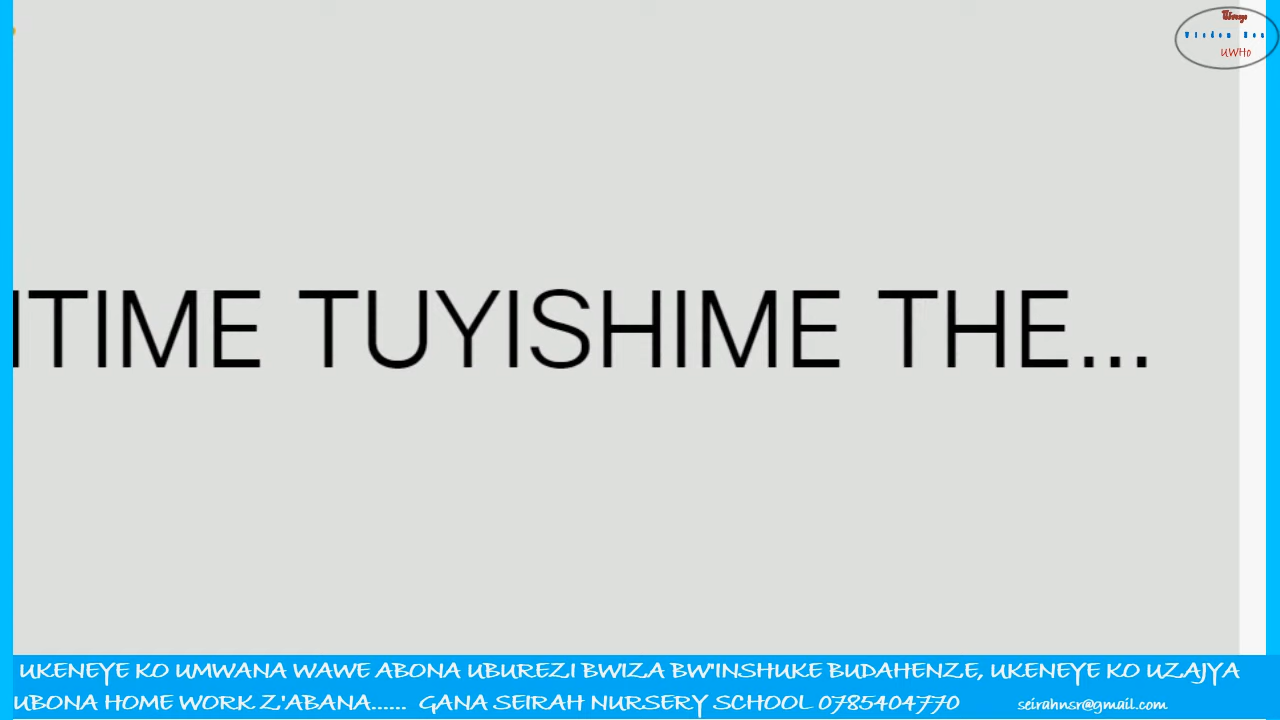 UWHo
ITIME TUYISHIME THE...
UKENEYE KO UMWANA WAWE ABONA UBUREZI BWIZA BW'INSHUKE BUDAHENZE, UKENEYE KO UZAJYA
UBONA HOME WORK Z'ABANA...... GANA SEIRAH NURSERY SCHOOL 0785404770 seirahnsr@gmail.com